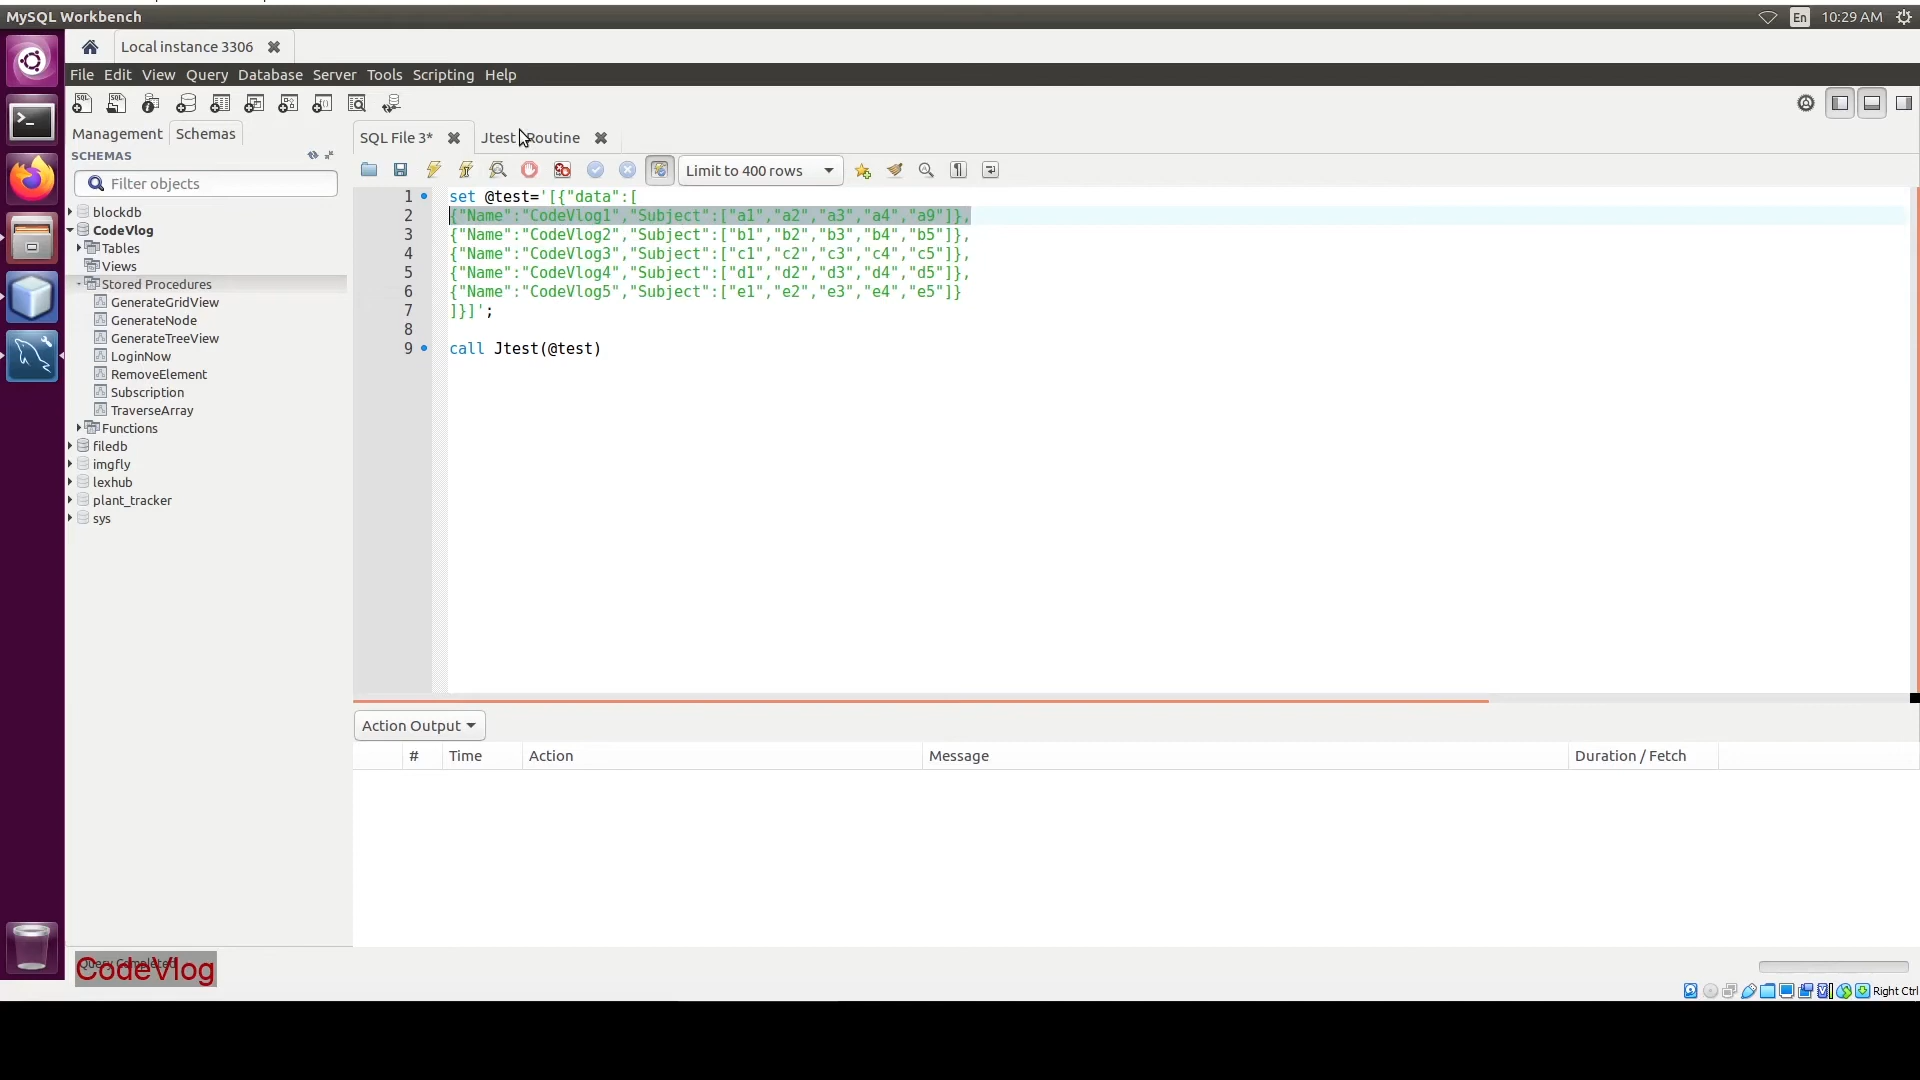 MySQL Workbench
En 10:29 AM
Local instance 3306
File Edit View Query Database Server Tools Scripting Help
Management Schemas
SQL File 3* Jtest Routine
SCHEMAS
Filter objects
Limit to 400 rows
blockdb
CodeVlog
Tables
Views
Stored Procedures
GenerateGridView
GenerateNode
GenerateTreeView
LoginNow
RemoveElement
Subscription
TraverseArray
Functions
filedb
imgfly
lexhub
plant_tracker
sys
1 set @test='[{"data":[
2 {"Name":"CodeVlog1","Subject":["a1","a2","a3","a4","a9"]},
3 {"Name":"CodeVlog2","Subject":["b1","b2","b3","b4","b5"]},
4 {"Name":"CodeVlog3","Subject":["c1","c2","c3","c4","c5"]},
5 {"Name":"CodeVlog4","Subject":["d1","d2","d3","d4","d5"]},
6 {"Name":"CodeVlog5","Subject":["e1","e2","e3","e4","e5"]}
7 ]}]';
8
9 call Jtest(@test)
Action Output
# Time Action Message Duration / Fetch
Query Completed
CodeVlog
Right Ctrl